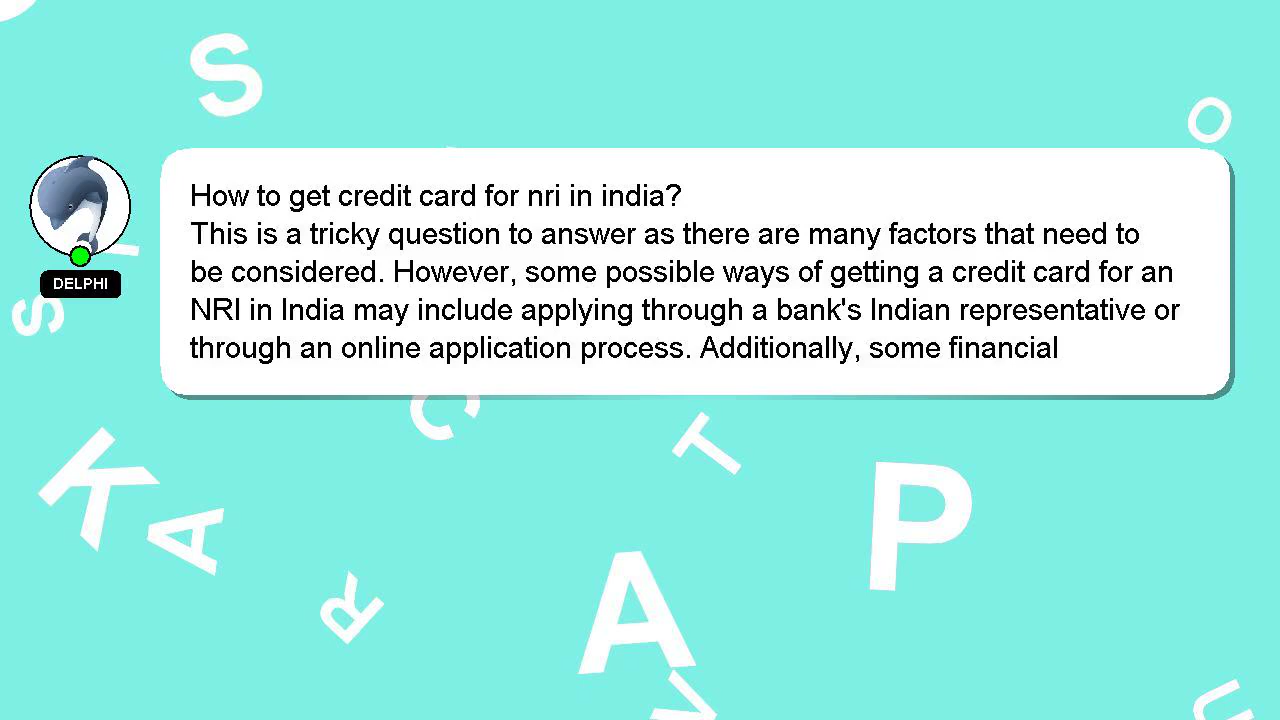 S
O
DELPHI
How to get credit card for nri in india?
This is a tricky question to answer as there are many factors that need to
be considered. However, some possible ways of getting a credit card for an
NRI in India may include applying through a bank's Indian representative or
through an online application process. Additionally, some financial
S
C
T
K
A
P
R
A
V
U